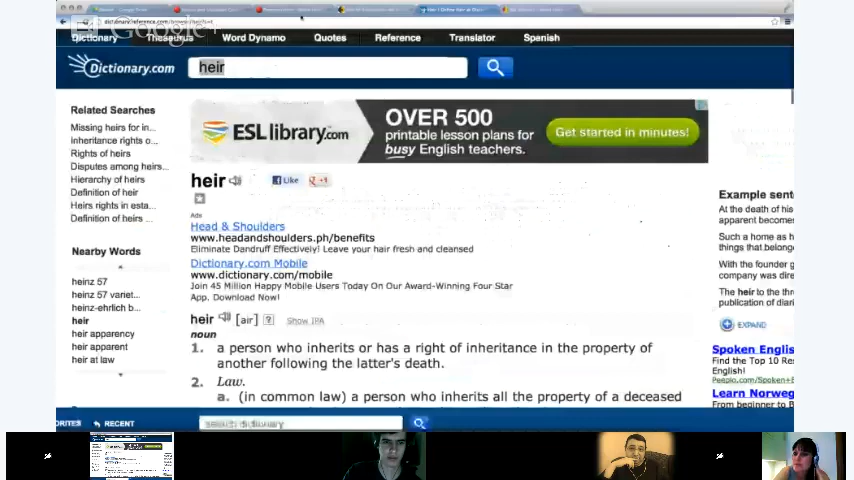 dictionary.reference.com/browse/heir?s=t
Google+
Dictionary Thesaurus Word Dynamo Quotes Reference Translator Spanish
Dictionary.com
heir
Related Searches
Missing heirs for in...
Inheritance rights o...
Rights of heirs
Disputes among heirs...
Hierarchy of heirs
Definition of heir
Heirs rights in esta...
Definition of heirs ...
Nearby Words
heinz 57
heinz 57 variet...
heinz-ehrlich b...
heir
heir apparency
heir apparent
heir at law
ESLlibrary.com
OVER 500
printable lesson plans for
busy English teachers.
Get started in minutes!
heir
Like
+1
Ads
Head & Shoulders
www.headandshoulders.ph/benefits
Eliminate Dandruff Effectively! Leave your hair fresh and cleansed
Dictionary.com Mobile
www.dictionary.com/mobile
Join 45 Million Happy Mobile Users Today On Our Award-Winning Four Star
App. Download Now!
heir [air] ? Show IPA
noun
1. a person who inherits or has a right of inheritance in the property of
another following the latter's death.
2. Law.
a. (in common law) a person who inherits all the property of a deceased
Example sent
At the death of his
apparent become
Such a home as h
things that belong
With the founder
company was dire
The heir to the thr
publication of diari
EXPAND
Spoken Englis
Find the Top 10 Re
English!
Learn Norweg
From beginner to
ORITES RECENT
search dictionary